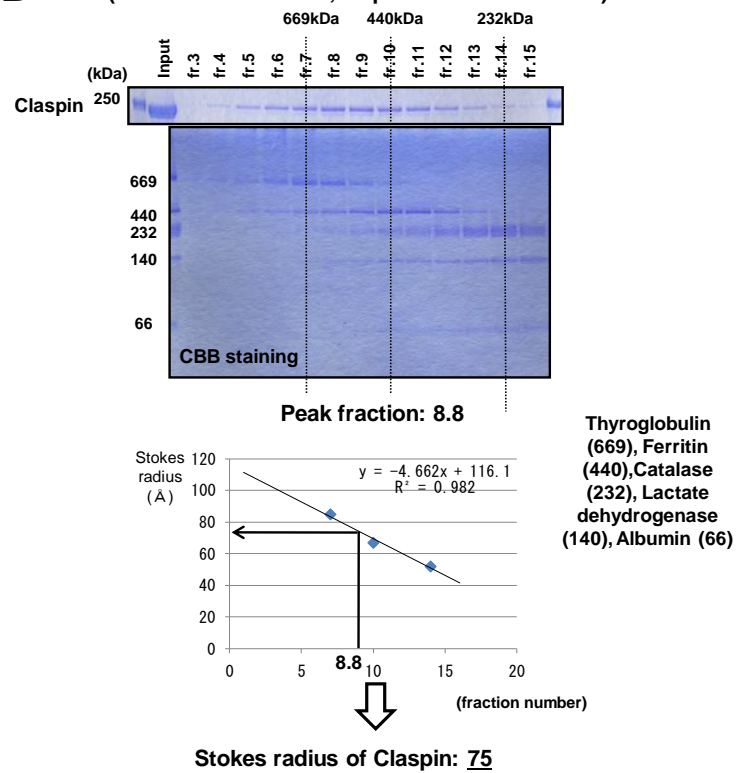 669kDa 440kDa 232kDa
(kDa) Input fr.3 fr.4 fr.5 fr.6 fr.7 fr.8 fr.9 fr.10 fr.11 fr.12 fr.13 fr.14 fr.15
Claspin 250
669
440
232
140
66
CBB staining
Peak fraction: 8.8
Thyroglobulin
(669), Ferritin
(440),Catalase
(232), Lactate
dehydrogenase
(140), Albumin (66)
Stokes
radius
(Å)
y = -4.662x + 116.1
R² = 0.982
120
100
80
60
40
20
0
0 5 8.8 10 15 20
(fraction number)
Stokes radius of Claspin: 75